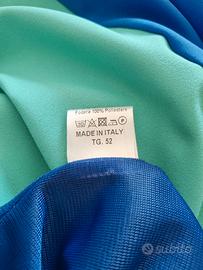 Fodera 100% Poliestere
MADE IN ITALY
TG. 52
subito